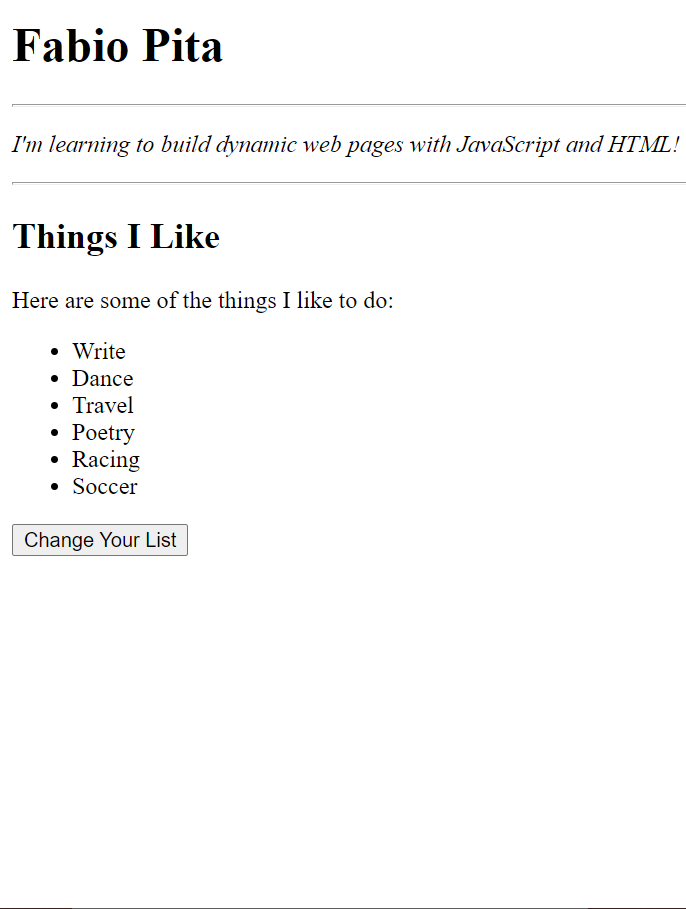 Fabio Pita
I'm learning to build dynamic web pages with JavaScript and HTML!
Things I Like
Here are some of the things I like to do:
Write
Dance
Travel
Poetry
Racing
Soccer
Change Your List